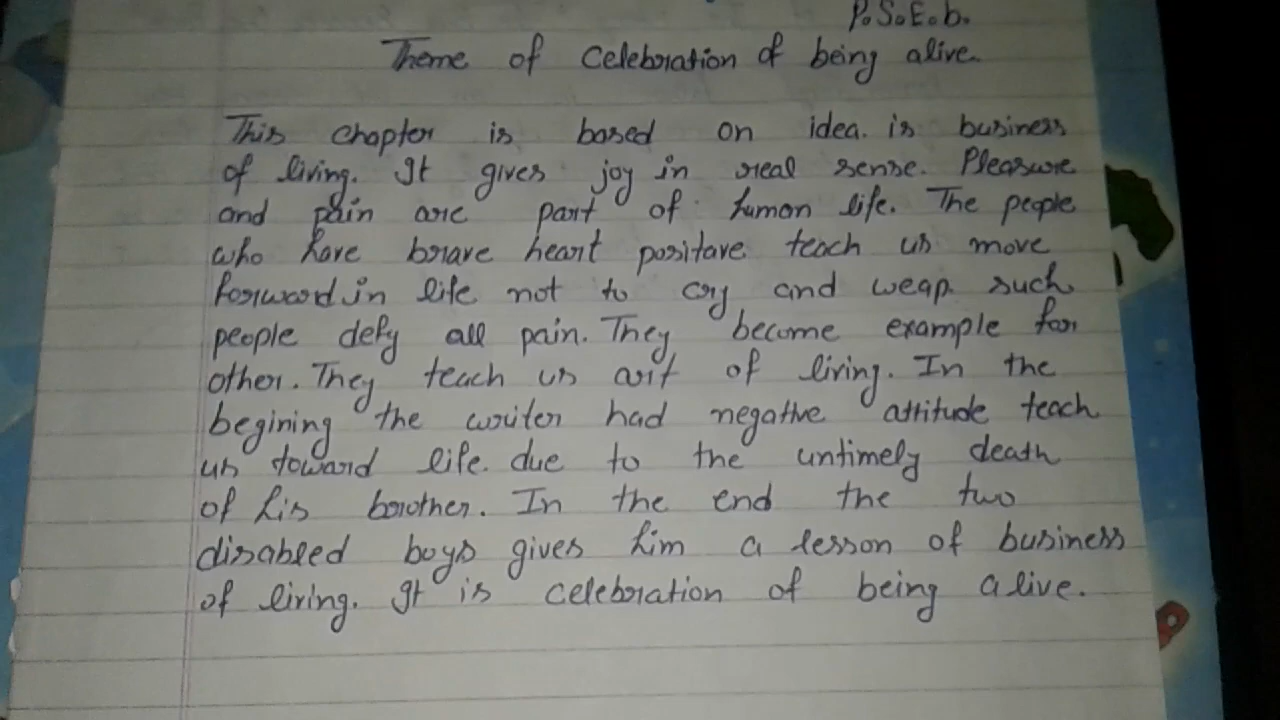 P.S.E.b.
Theme of Celebration of being alive
This chapter is based on idea. is business
of living. It gives joy in real sense. Pleasure
and pain are part of human life. The people
who have brave heart positave teach us move
forward in life not to cry and weap such
people defy all pain. They become example for
other. They teach us art of living. In the
begining the writer had negative attitude teach
us toward life. due to the untimely death
of his brother. In the end the two
disabled boys gives him a lesson of business
of living. It is celebration of being alive.